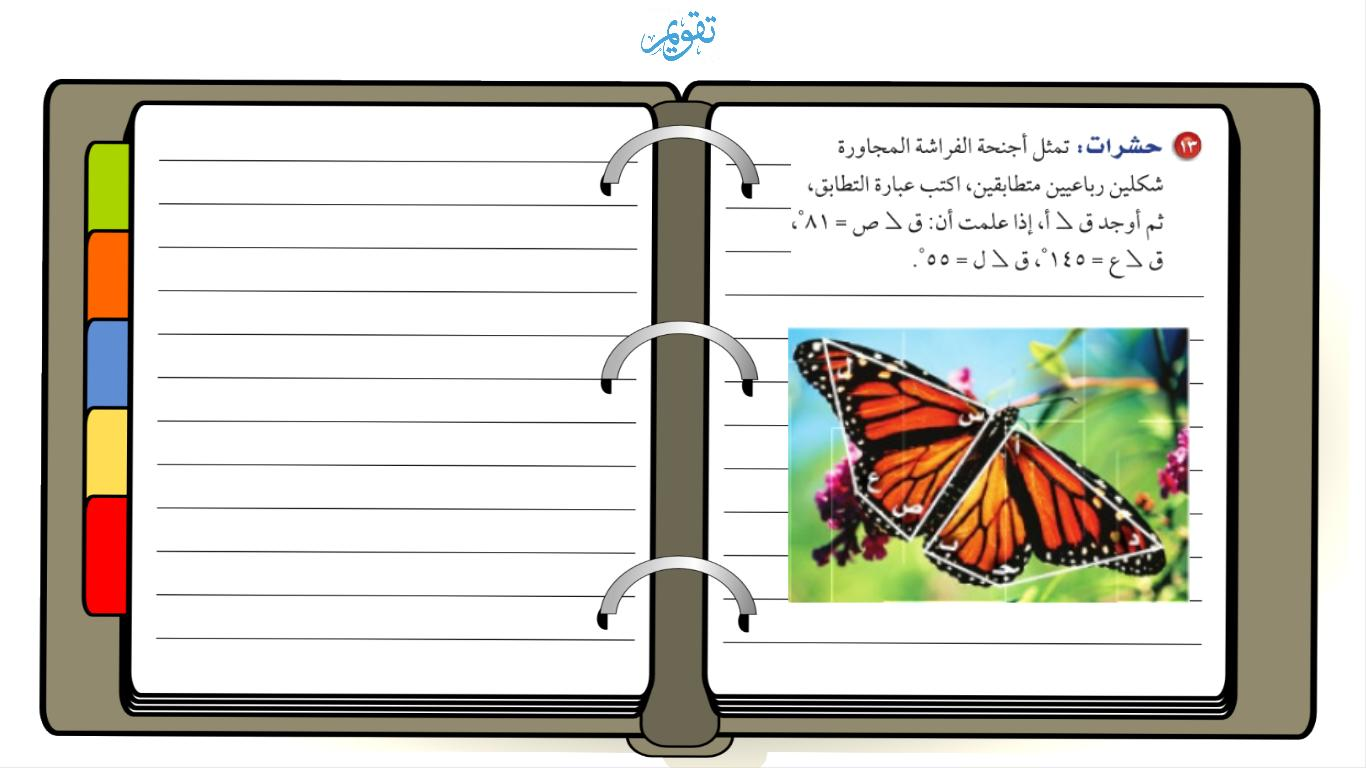 تقويم
١٣ حشرات: تمثل أجنحة الفراشة المجاورة
شكلين رباعيين متطابقين، اكتب عبارة التطابق،
ثم أوجد ق ∠ أ، إذا علمت أن: ق ∠ ص = ٨١°،
ق ∠ ع = ١٤٥°، ق ∠ ل = ٥٥°.
ل
س
أ
ع
ص
ب
د
جـ